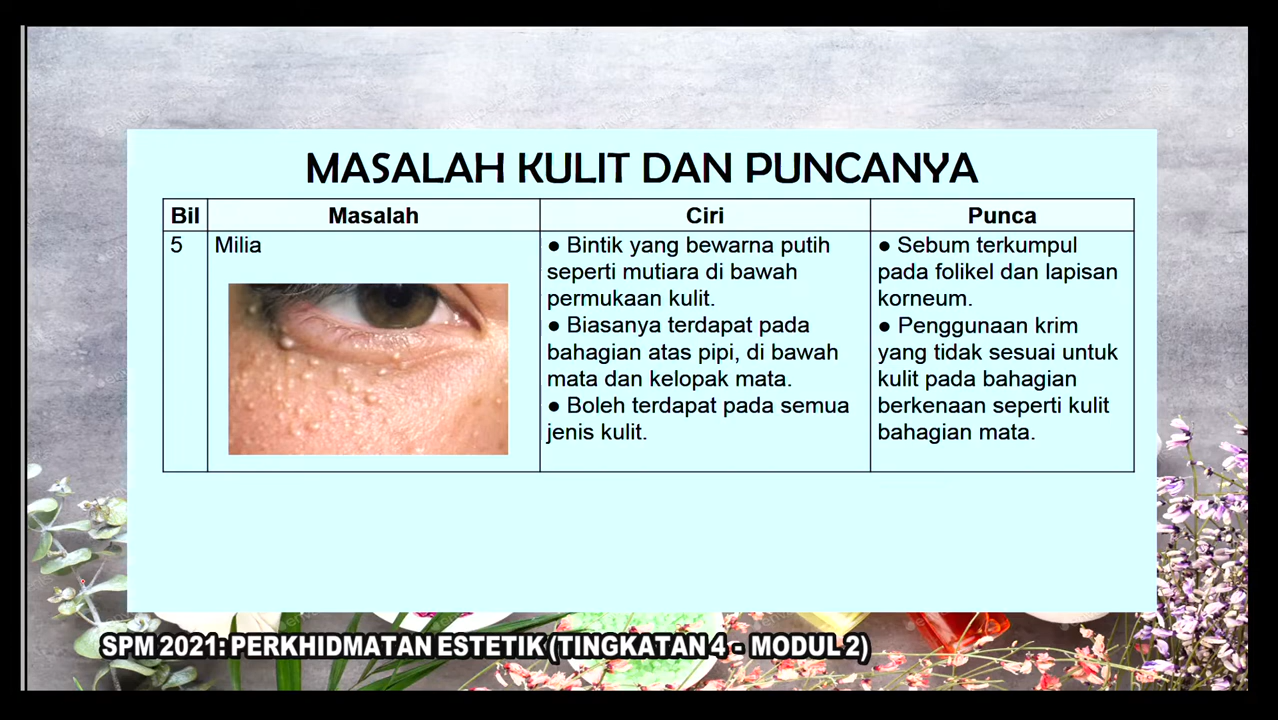 MASALAH KULIT DAN PUNCANYA
Bil Masalah Ciri Punca
5 Milia
● Bintik yang bewarna putih
seperti mutiara di bawah
permukaan kulit.
● Biasanya terdapat pada
bahagian atas pipi, di bawah
mata dan kelopak mata.
● Boleh terdapat pada semua
jenis kulit.
● Sebum terkumpul
pada folikel dan lapisan
korneum.
● Penggunaan krim
yang tidak sesuai untuk
kulit pada bahagian
berkenaan seperti kulit
bahagian mata.
SPM 2021: PERKHIDMATAN ESTETIK (TINGKATAN 4 - MODUL 2)